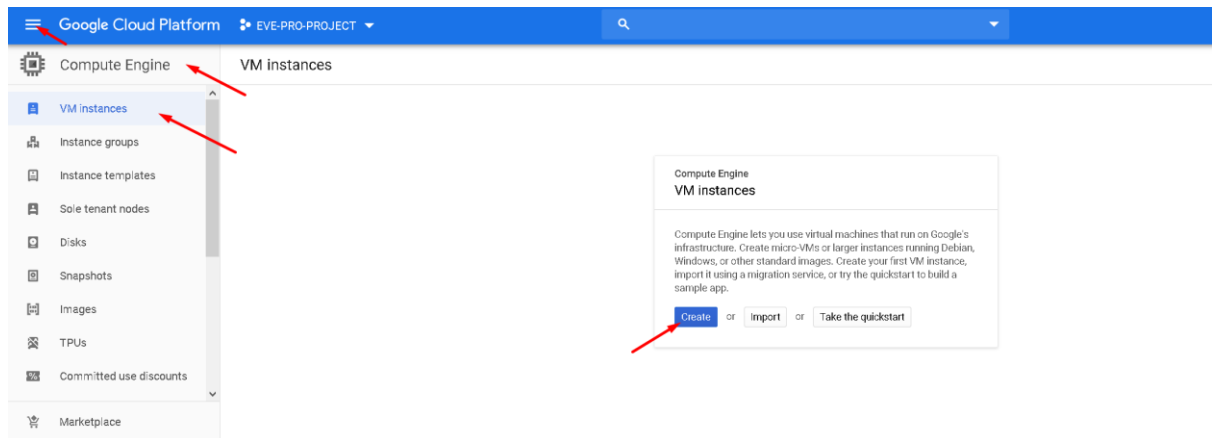 Google Cloud Platform EVE-PRO-PROJECT
Compute Engine VM instances
VM instances
Instance groups
Instance templates
Sole tenant nodes
Disks
Snapshots
Images
TPUs
Committed use discounts
Marketplace
Compute Engine
VM instances
Compute Engine lets you use virtual machines that run on Google's
infrastructure. Create micro-VMs or larger instances running Debian,
Windows, or other standard images. Create your first VM instance,
import it using a migration service, or try the quickstart to build a
sample app.
Create or Import or Take the quickstart